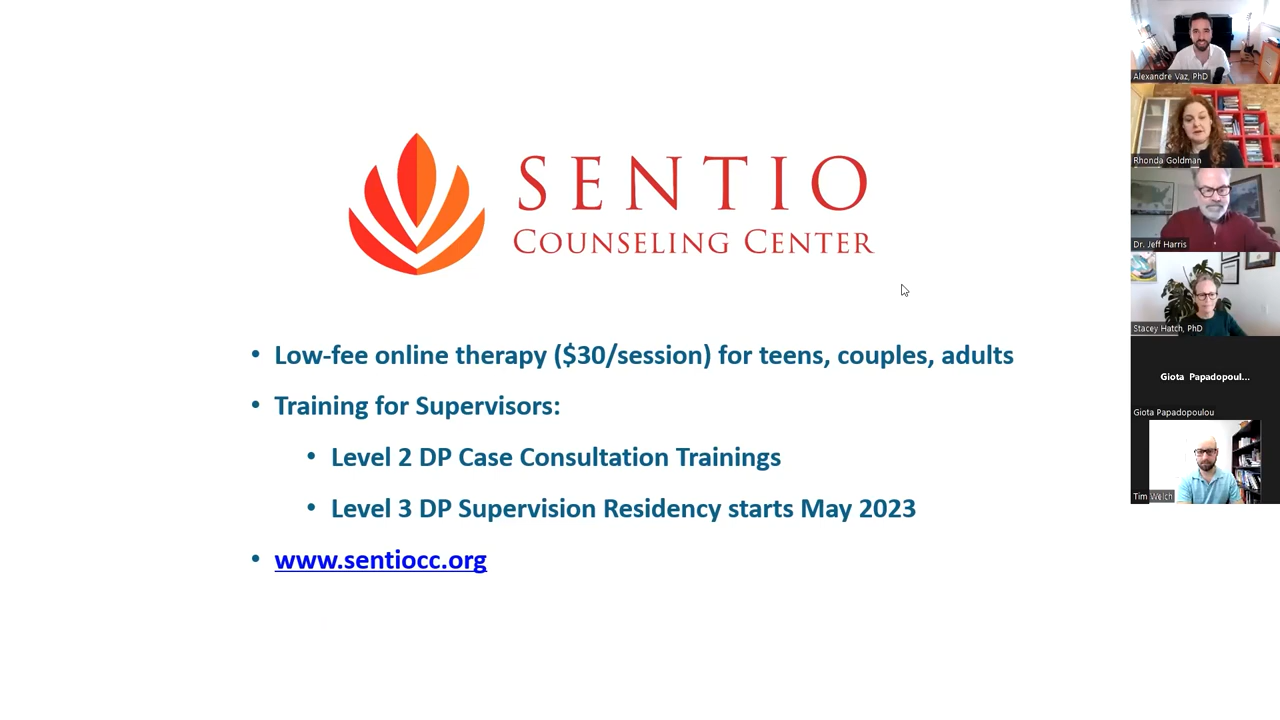 SENTIO
COUNSELING CENTER
• Low-fee online therapy ($30/session) for teens, couples, adults
• Training for Supervisors:
• Level 2 DP Case Consultation Trainings
• Level 3 DP Supervision Residency starts May 2023
• www.sentiocc.org
Alexandre Vaz, PhD
Rhonda Goldman
Dr. Jeff Harris
Stacey Hatch, PhD
Giota Papadopoul...
Giota Papadopoulou
Tim Welch